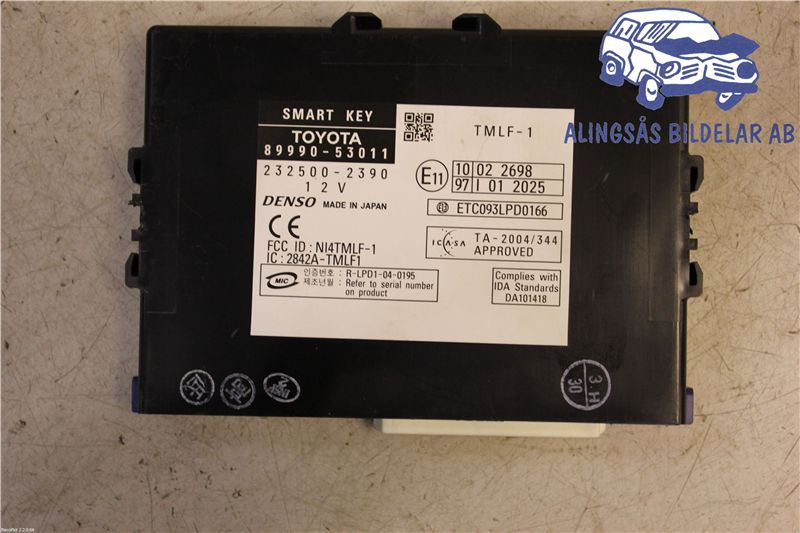 SMART KEY
TOYOTA
89990-53011
232500-2390
12V
DENSO MADE IN JAPAN
CE
FCC ID : NI4TMLF-1
IC : 2842A-TMLF1
MIC
인증번호 : R-LPD1-04-0195
제조년월 : Refer to serial number
on product
TMLF-1
E11
10 02 2698
97 I 01 2025
ETC093LPD0166
ICASA
TA-2004/344
APPROVED
Complies with
IDA Standards
DA101418
3.H
30
ALINGSÅS BILDELAR AB